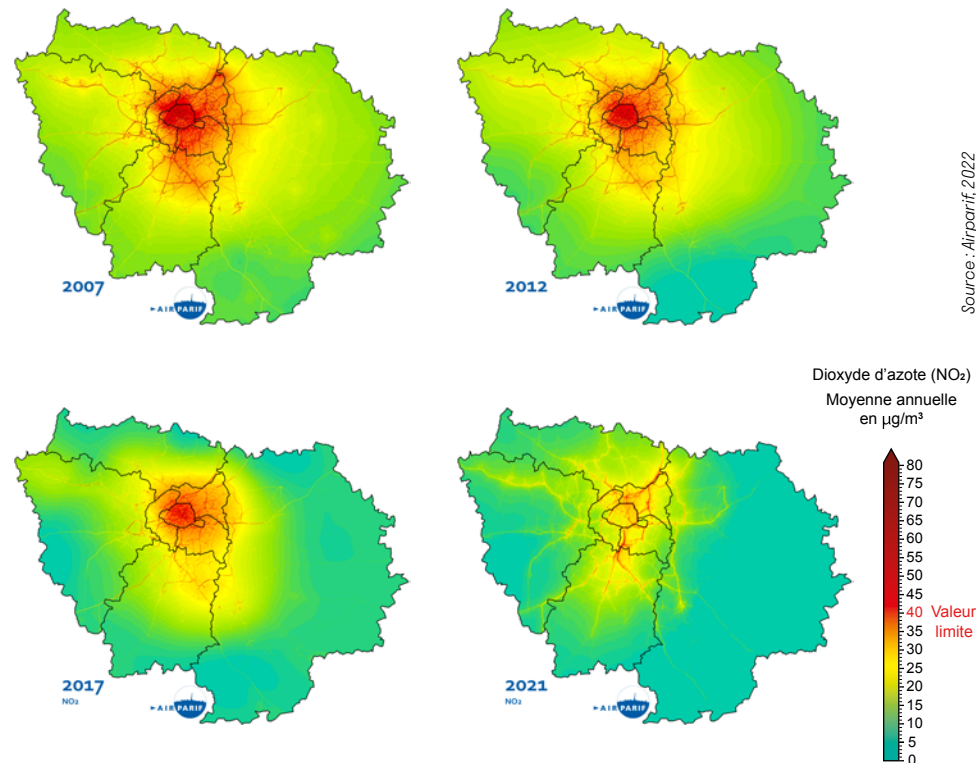 2007
AIRPARIF
2012
AIRPARIF
Source : Airparif, 2022
2017
NO₂
AIRPARIF
2021
NO₂
AIRPARIF
Dioxyde d'azote (NO₂)
Moyenne annuelle
en µg/m³
80
75
70
65
60
55
50
45
40 Valeur
limite
35
30
25
20
15
10
5
0